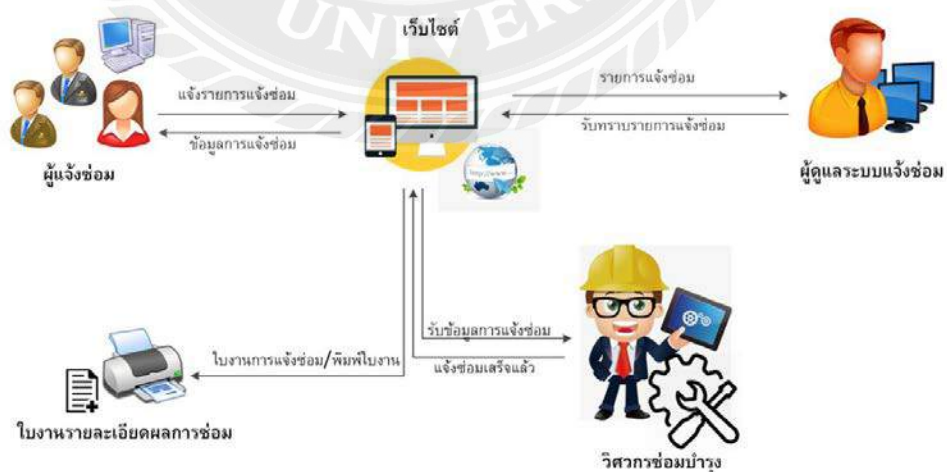 UNIVER
เว็บไซต์
แจ้งรายการแจ้งซ่อม
ข้อมูลการแจ้งซ่อม
ผู้แจ้งซ่อม
รายการแจ้งซ่อม
รับทราบรายการแจ้งซ่อม
ผู้ดูแลระบบแจ้งซ่อม
http://www
รับข้อมูลการแจ้งซ่อม
แจ้งซ่อมเสร็จแล้ว
ใบงานการแจ้งซ่อม/พิมพ์ใบงาน
ใบงานรายละเอียดผลการซ่อม
วิศวกรซ่อมบำรุง